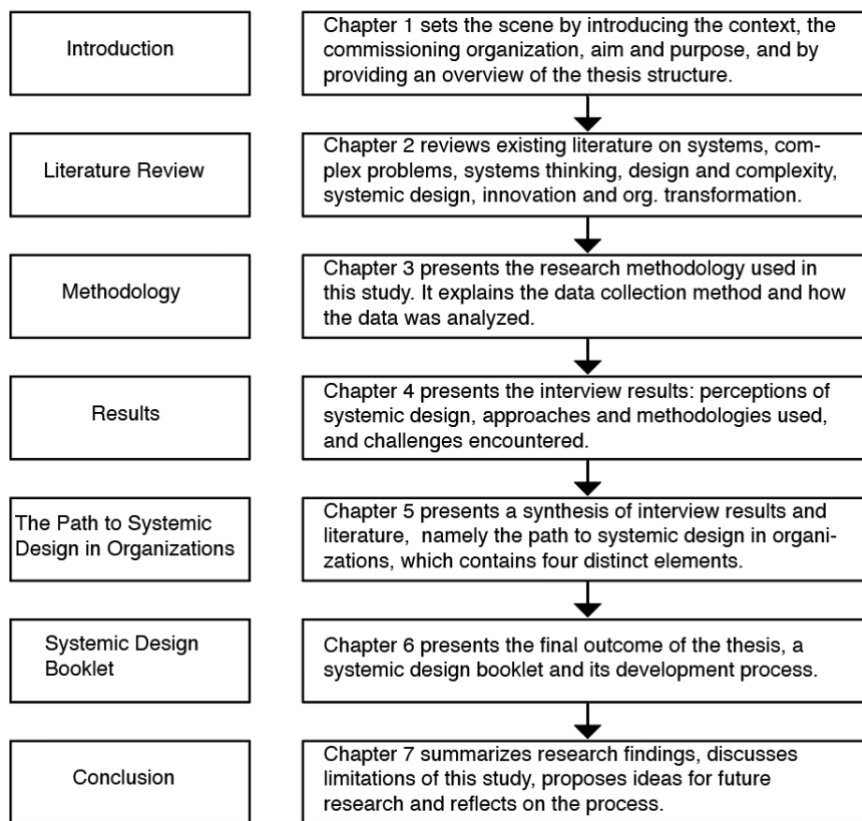 Introduction
Chapter 1 sets the scene by introducing the context, the
commissioning organization, aim and purpose, and by
providing an overview of the thesis structure.
Literature Review
Chapter 2 reviews existing literature on systems, com-
plex problems, systems thinking, design and complexity,
systemic design, innovation and org. transformation.
Methodology
Chapter 3 presents the research methodology used in
this study. It explains the data collection method and how
the data was analyzed.
Results
Chapter 4 presents the interview results: perceptions of
systemic design, approaches and methodologies used,
and challenges encountered.
The Path to Systemic
Design in Organizations
Chapter 5 presents a synthesis of interview results and
literature, namely the path to systemic design in organi-
zations, which contains four distinct elements.
Systemic Design
Booklet
Chapter 6 presents the final outcome of the thesis, a
systemic design booklet and its development process.
Conclusion
Chapter 7 summarizes research findings, discusses
limitations of this study, proposes ideas for future
research and reflects on the process.